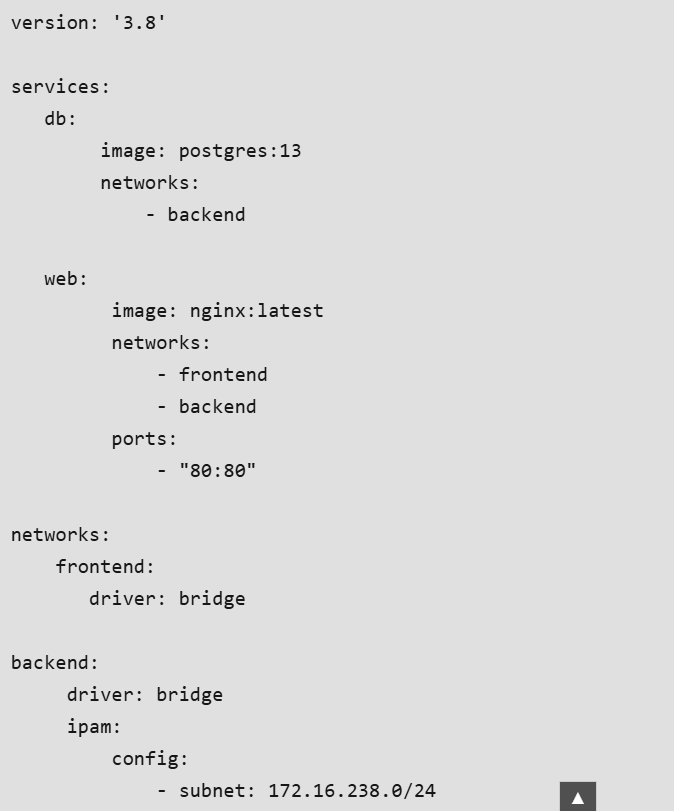 version: '3.8'

services:
   db:
        image: postgres:13
        networks:
            - backend

   web:
         image: nginx:latest
         networks:
             - frontend
             - backend
         ports:
             - "80:80"

networks:
    frontend:
       driver: bridge

backend:
     driver: bridge
     ipam:
         config:
             - subnet: 172.16.238.0/24